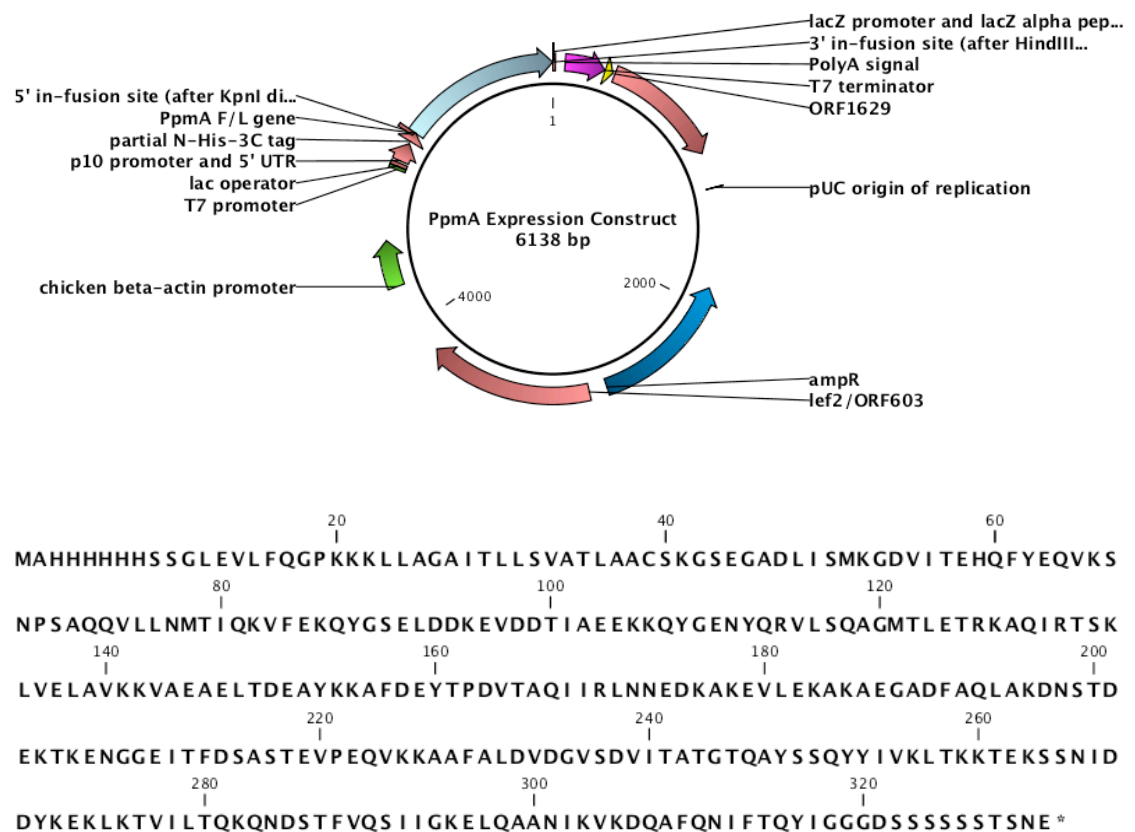 lacZ promoter and lacZ alpha pep...
3' in-fusion site (after HindIII...
PolyA signal
T7 terminator
ORF1629
5' in-fusion site (after KpnI di...
PpmA F/L gene
partial N-His-3C tag
p10 promoter and 5' UTR
lac operator
T7 promoter
1
pUC origin of replication
PpmA Expression Construct
6138 bp
chicken beta-actin promoter
4000
2000
ampR
lef2/ORF603
20 40 60
MAHHHHHHSSGLEVLFQGPKKKLLAGAITLLSVATLAACSKGSEGADLISMKGDVITEHQFYEQVKS
80 100 120
NPSAQQVLLNMTIQKVFEKQYGSELDDKEVDDTIAEEKKQYGENYQRVLSQAGMTLETRKAQIRTSK
140 160 180 200
LVELAVKKVAEAELTDEAYKKAFDEYTPDVTAQIIRLNNEDKAKEVLEKAKAEGADFAQLAKDNSTD
220 240 260
EKTKENGGEITFDSASTEVPEQVKKAAFALDVDGVSDVITATGTQAYSSQYYIVKLTKKTEKSSNID
280 300 320
DYKEKLKTVILTQKQNDSTFVQSIIGKELQAANIKVKDQAFQNIFTQYIGGGDSSSSSSTSNE*